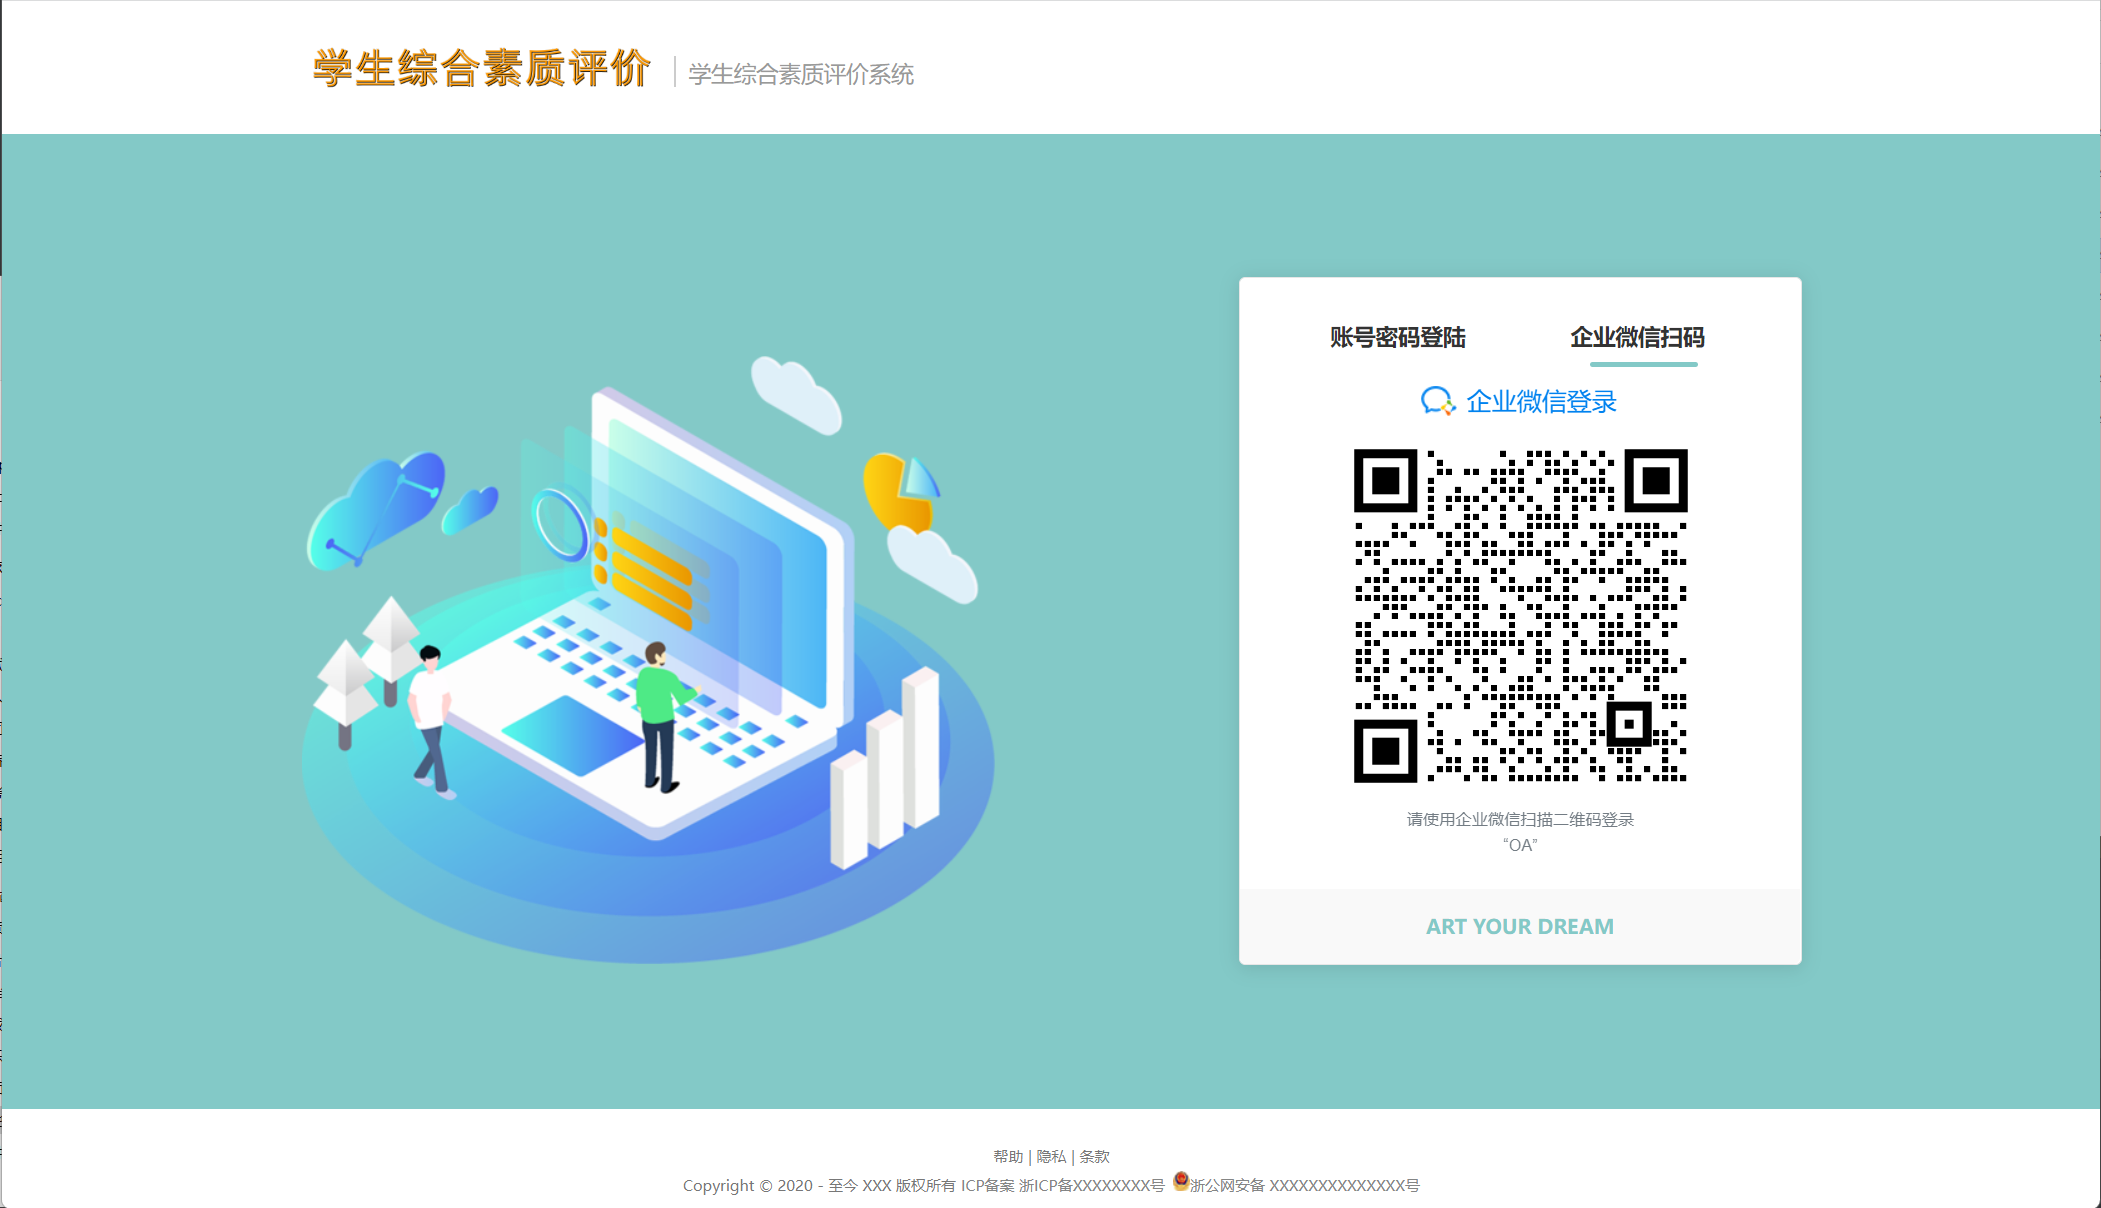 学生综合素质评价
学生综合素质评价系统
账号密码登陆
企业微信扫码
企业微信登录
请使用企业微信扫描二维码登录
“OA”
ART YOUR DREAM
帮助 | 隐私 | 条款
Copyright © 2020 - 至今 XXX 版权所有 ICP备案 浙ICP备XXXXXXXX号 浙公网安备 XXXXXXXXXXXXXX号